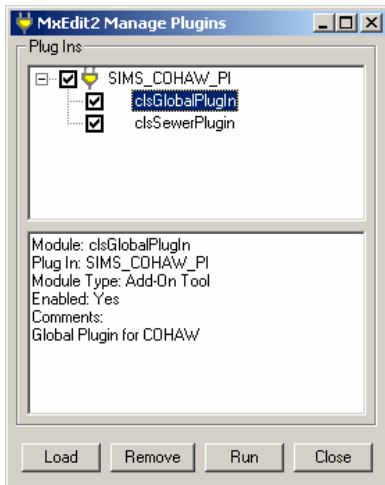 MxEdit2 Manage Plugins
Plug Ins
SIMS_COHAW_PI
clsGlobalPlugIn
clsSewerPlugin
Module: clsGlobalPlugIn
Plug In: SIMS_COHAW_PI
Module Type: Add-On Tool
Enabled: Yes
Comments:
Global Plugin for COHAW
Load Remove Run Close